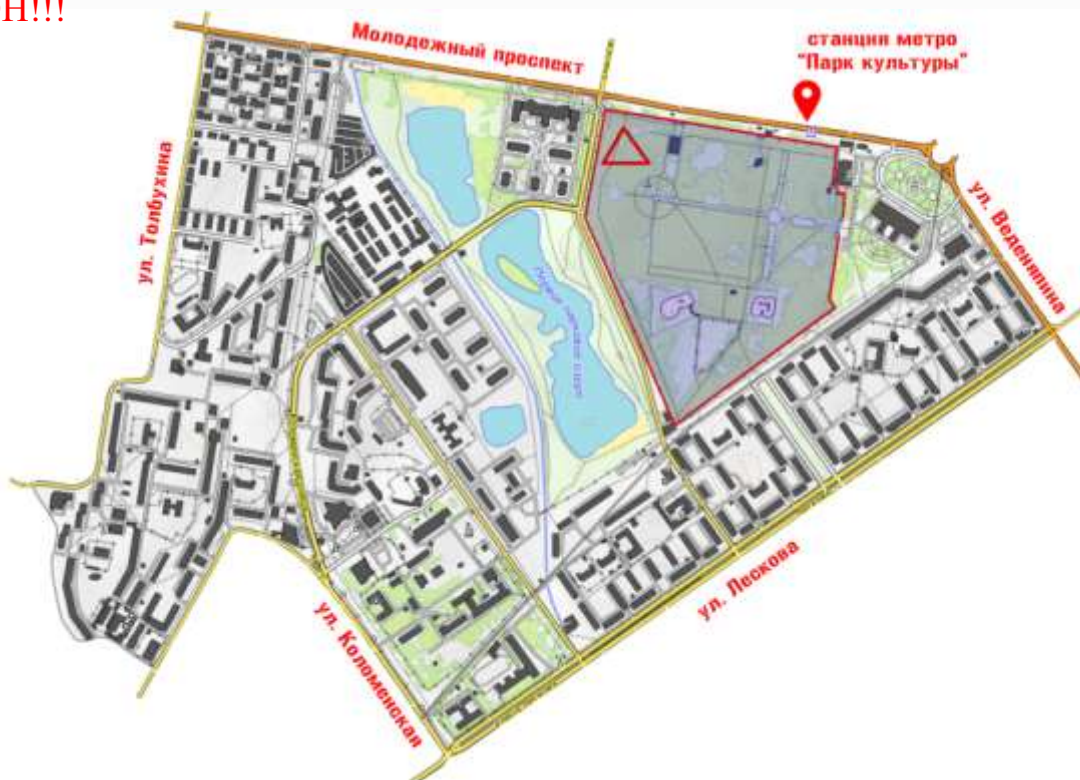 Н!!!
Молодежный проспект
станция метро
"Парк культуры"
ул. Толбухина
ул. Веденяпина
ул. Лескова
ул. Коломенская